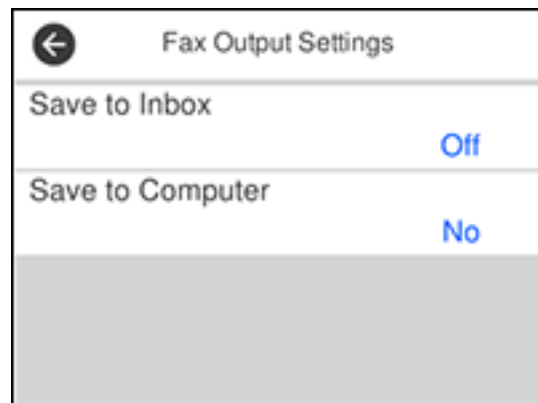 Fax Output Settings
Save to Inbox
Off
Save to Computer
No